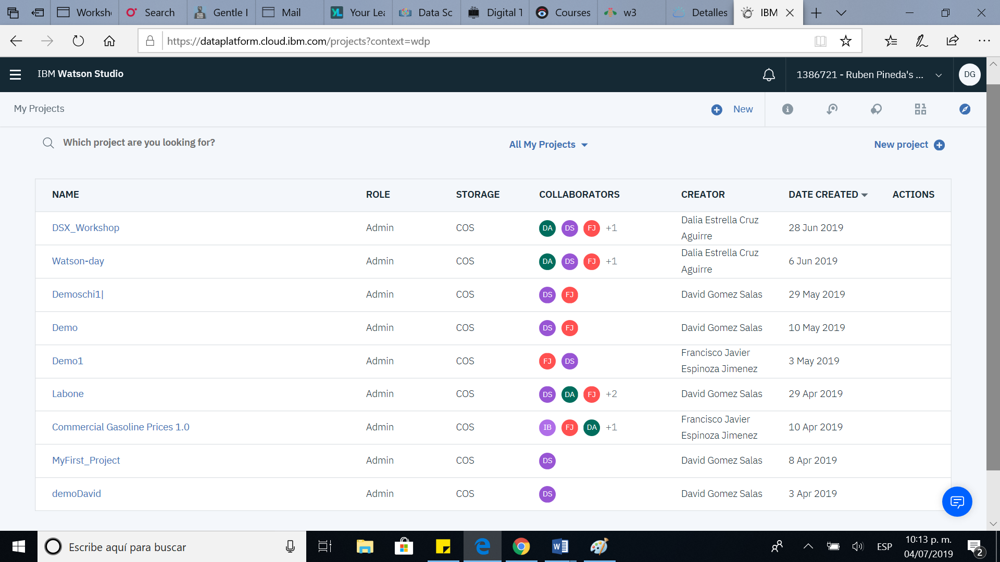 Worksh
Search
Gentle I
Mail
Your Lea
Data Sc
Digital T
Courses
w3
Detalles
IBM
https://dataplatform.cloud.ibm.com/projects?context=wdp
IBM Watson Studio
1386721 - Ruben Pineda's ...
DG
My Projects
New
Which project are you looking for?
All My Projects
New project
NAME ROLE STORAGE COLLABORATORS CREATOR DATE CREATED ACTIONS
DSX_Workshop Admin COS DA DS FJ +1 Dalia Estrella Cruz Aguirre 28 Jun 2019
Watson-day Admin COS DA DS FJ +1 Dalia Estrella Cruz Aguirre 6 Jun 2019
Demoschi1| Admin COS DS FJ David Gomez Salas 29 May 2019
Demo Admin COS DS FJ David Gomez Salas 10 May 2019
Demo1 Admin COS FJ DS Francisco Javier Espinoza Jimenez 3 May 2019
Labone Admin COS DS DA FJ +2 David Gomez Salas 29 Apr 2019
Commercial Gasoline Prices 1.0 Admin COS IB FJ DA +1 Francisco Javier Espinoza Jimenez 10 Apr 2019
MyFirst_Project Admin COS DS David Gomez Salas 8 Apr 2019
demoDavid Admin COS DS David Gomez Salas 3 Apr 2019
Escribe aquí para buscar
ESP
10:13 p. m.
04/07/2019
2